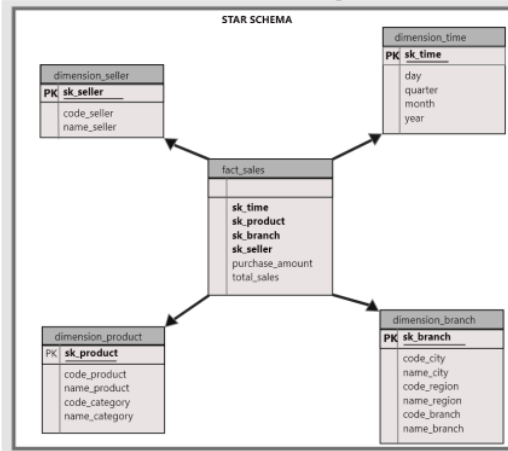 STAR SCHEMA
dimension_time
PK sk_time
day
quarter
month
year
dimension_seller
PK sk_seller
code_seller
name_seller
fact_sales
sk_time
sk_product
sk_branch
sk_seller
purchase_amount
total_sales
dimension_product
PK sk_product
code_product
name_product
code_category
name_category
dimension_branch
PK sk_branch
code_city
name_city
code_region
name_region
code_branch
name_branch